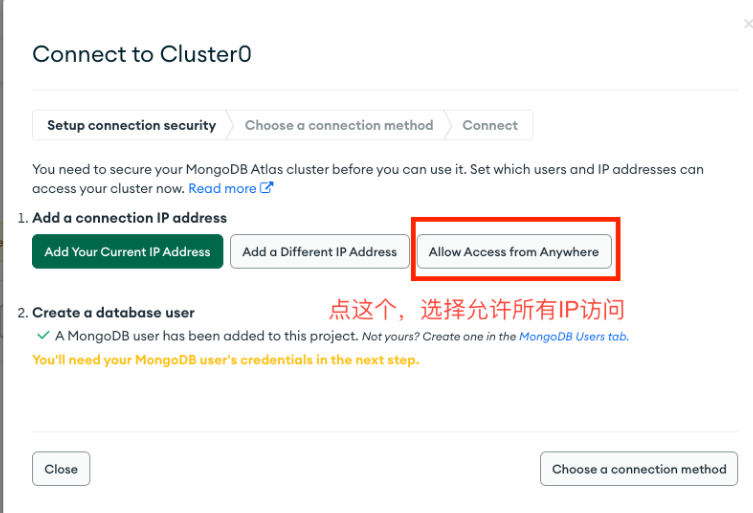 Connect to Cluster0
Setup connection security
Choose a connection method
Connect
You need to secure your MongoDB Atlas cluster before you can use it. Set which users and IP addresses can
access your cluster now. Read more
1. Add a connection IP address
Add Your Current IP Address
Add a Different IP Address
Allow Access from Anywhere
点这个，选择允许所有IP访问
2. Create a database user
A MongoDB user has been added to this project. Not yours? Create one in the MongoDB Users tab.
You'll need your MongoDB user's credentials in the next step.
Close
Choose a connection method